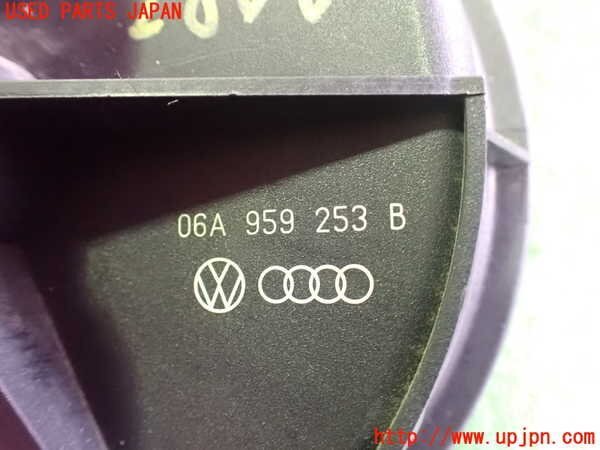 USED PARTS JAPAN
06A 959 253 B
http://www.upjpn.com